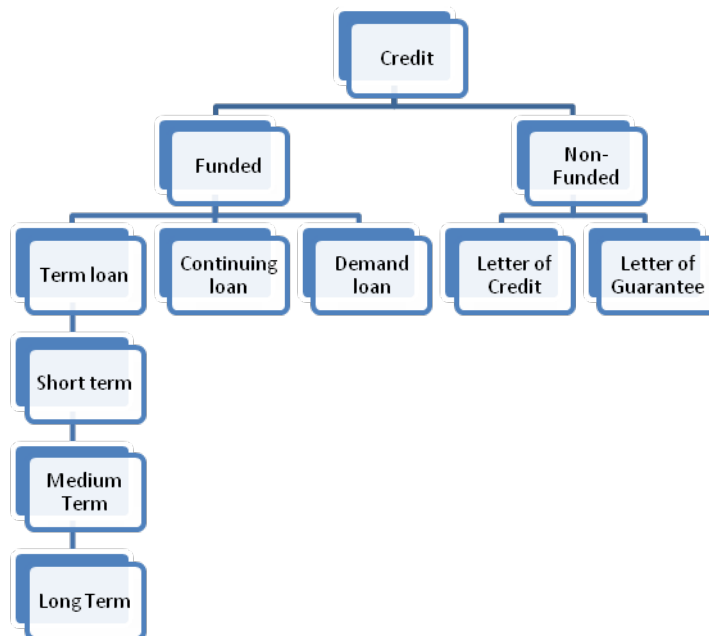 Credit
Funded
Non-
Funded
Term loan
Continuing
loan
Demand
loan
Letter of
Credit
Letter of
Guarantee
Short term
Medium
Term
Long Term